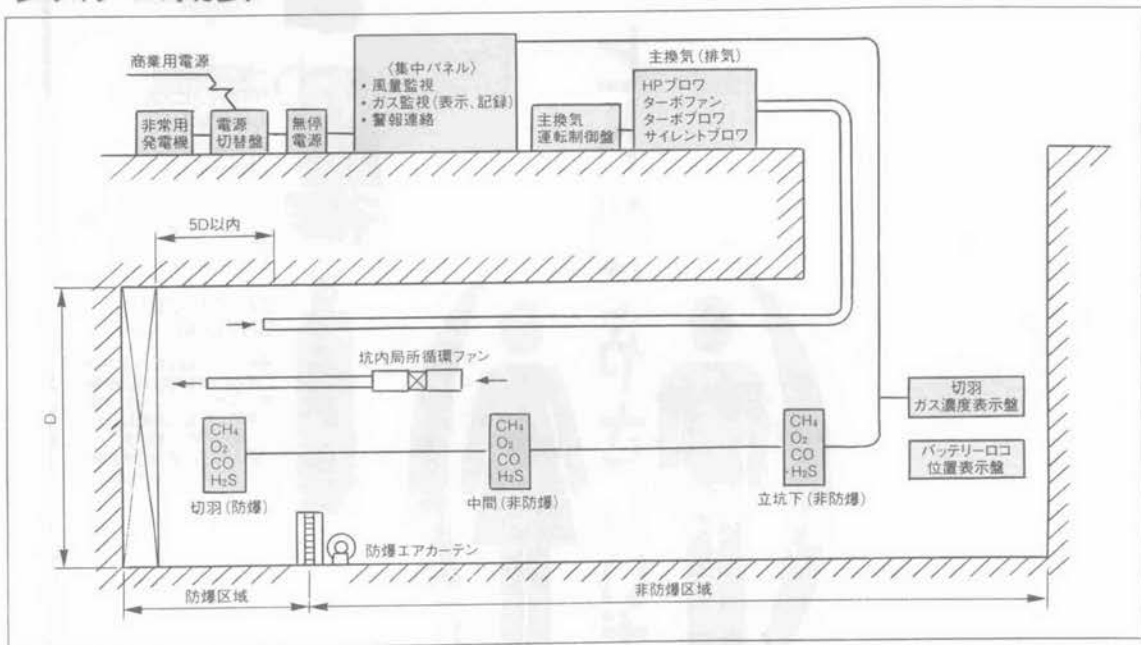 商業用電源
非常用
発電機
電源
切替盤
無停
電源
〈集中パネル〉
・風量監視
・ガス監視(表示、記録)
・警報連絡
主換気
運転制御盤
主換気(排気)
HPブロワ
ターボファン
ターボブロワ
サイレントブロワ
5D以内
D
坑内局所循環ファン
CH₄
O₂
CO
H₂S
切羽(防爆)
CH₄
O₂
CO
H₂S
中間(非防爆)
CH₄
O₂
CO
H₂S
立坑下(非防爆)
切羽
ガス濃度表示盤
バッテリーロコ
位置表示盤
防爆エアカーテン
防爆区域
非防爆区域